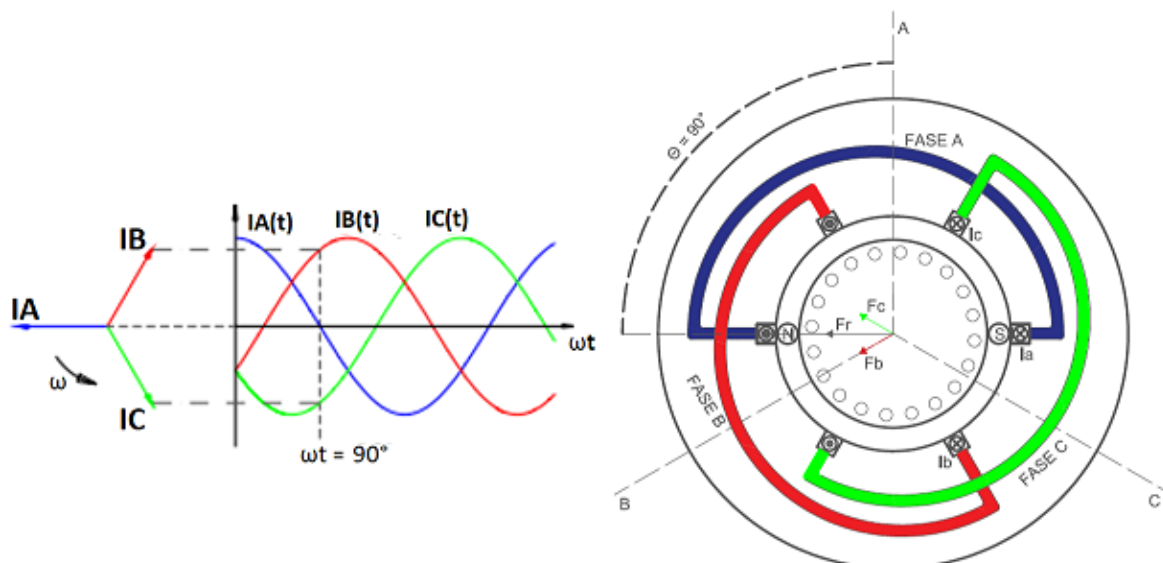 IA(t)
IB(t)
IC(t)
IB
IA
ωt
ω
IC
ωt = 90°
A
Θ = 90°
FASE A
Ic
Fc
Fr
N
S
Fb
Ia
FASE B
Ib
FASE C
B
C